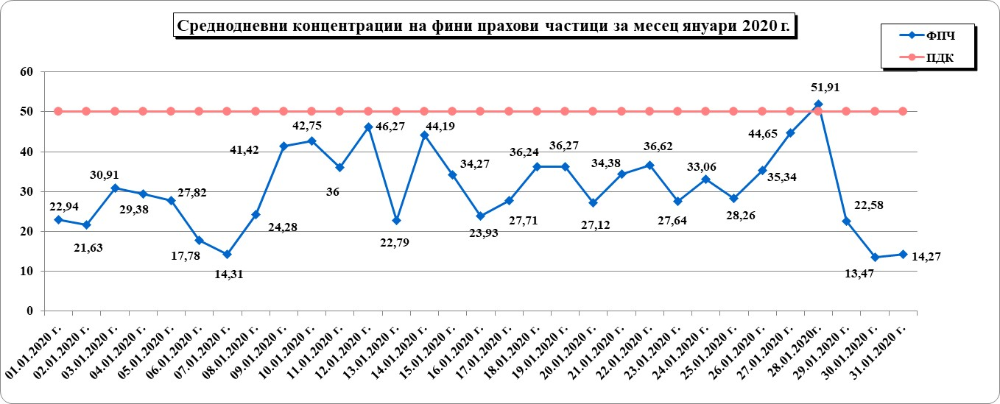 Среднодневни концентрации на фини прахови частици за месец януари 2020 г.
ФПЧ
ПДК
60
50
40
30
20
10
0
22,94
21,63
30,91
29,38
27,82
17,78
14,31
24,28
41,42
42,75
36
46,27
22,79
44,19
34,27
23,93
27,71
36,24
36,27
27,12
34,38
36,62
27,64
33,06
28,26
35,34
44,65
51,91
22,58
13,47
14,27
01.01.2020 г.
02.01.2020 г.
03.01.2020 г.
04.01.2020 г.
05.01.2020 г.
06.01.2020 г.
07.01.2020 г.
08.01.2020 г.
09.01.2020 г.
10.01.2020 г.
11.01.2020 г.
12.01.2020 г.
13.01.2020 г.
14.01.2020 г.
15.01.2020 г.
16.01.2020 г.
17.01.2020 г.
18.01.2020 г.
19.01.2020 г.
20.01.2020 г.
21.01.2020 г.
22.01.2020 г.
23.01.2020 г.
24.01.2020 г.
25.01.2020 г.
26.01.2020 г.
27.01.2020 г.
28.01.2020г.
29.01.2020 г.
30.01.2020 г.
31.01.2020 г.